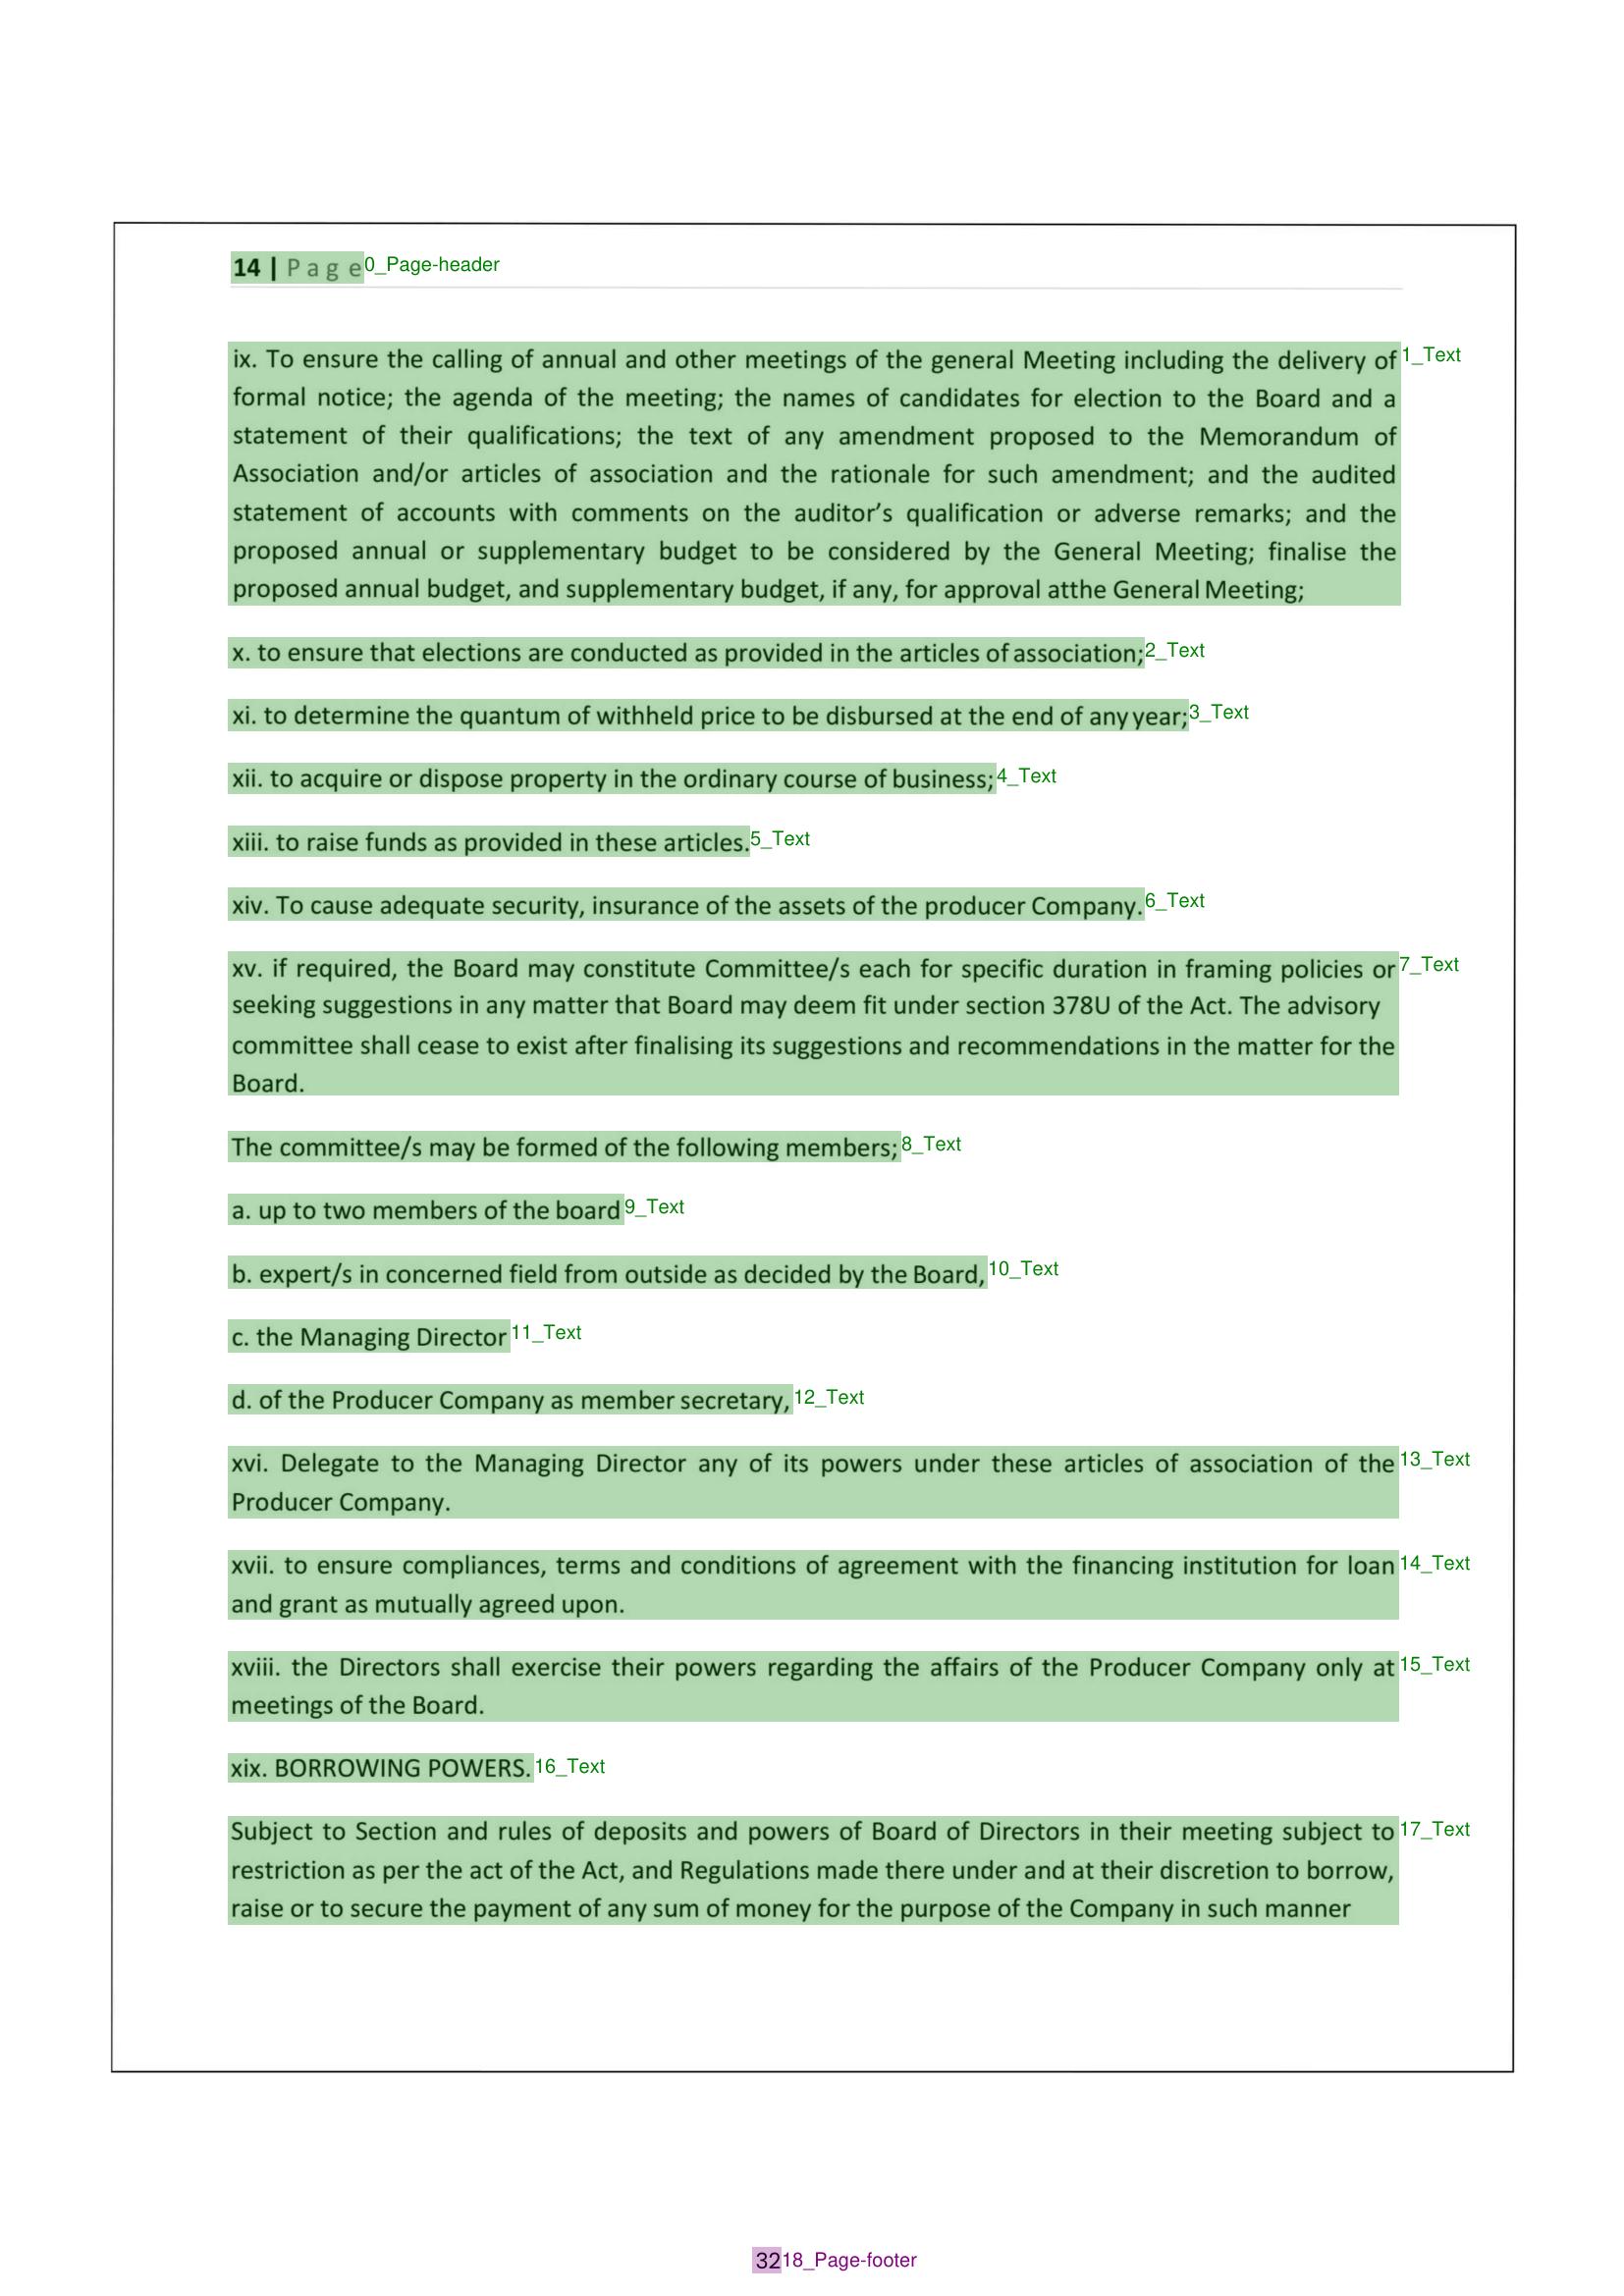 14 | Page 0_Page-header
ix. To ensure the calling of annual and other meetings of the general Meeting including the delivery of 1_Text
formal notice; the agenda of the meeting; the names of candidates for election to the Board and a
statement of their qualifications; the text of any amendment proposed to the Memorandum of
Association and/or articles of association and the rationale for such amendment; and the audited
statement of accounts with comments on the auditor’s qualification or adverse remarks; and the
proposed annual or supplementary budget to be considered by the General Meeting; finalise the
proposed annual budget, and supplementary budget, if any, for approval atthe General Meeting;
x. to ensure that elections are conducted as provided in the articles of association; 2_Text
xi. to determine the quantum of withheld price to be disbursed at the end of any year; 3_Text
xii. to acquire or dispose property in the ordinary course of business; 4_Text
xiii. to raise funds as provided in these articles. 5_Text
xiv. To cause adequate security, insurance of the assets of the producer Company. 6_Text
xv. if required, the Board may constitute Committee/s each for specific duration in framing policies or 7_Text
seeking suggestions in any matter that Board may deem fit under section 378U of the Act. The advisory
committee shall cease to exist after finalising its suggestions and recommendations in the matter for the
Board.
The committee/s may be formed of the following members; 8_Text
a. up to two members of the board 9_Text
b. expert/s in concerned field from outside as decided by the Board, 10_Text
c. the Managing Director 11_Text
d. of the Producer Company as member secretary, 12_Text
xvi. Delegate to the Managing Director any of its powers under these articles of association of the 13_Text
Producer Company.
xvii. to ensure compliances, terms and conditions of agreement with the financing institution for loan 14_Text
and grant as mutually agreed upon.
xviii. the Directors shall exercise their powers regarding the affairs of the Producer Company only at 15_Text
meetings of the Board.
xix. BORROWING POWERS. 16_Text
Subject to Section and rules of deposits and powers of Board of Directors in their meeting subject to 17_Text
restriction as per the act of the Act, and Regulations made there under and at their discretion to borrow,
raise or to secure the payment of any sum of money for the purpose of the Company in such manner
32 18_Page-footer